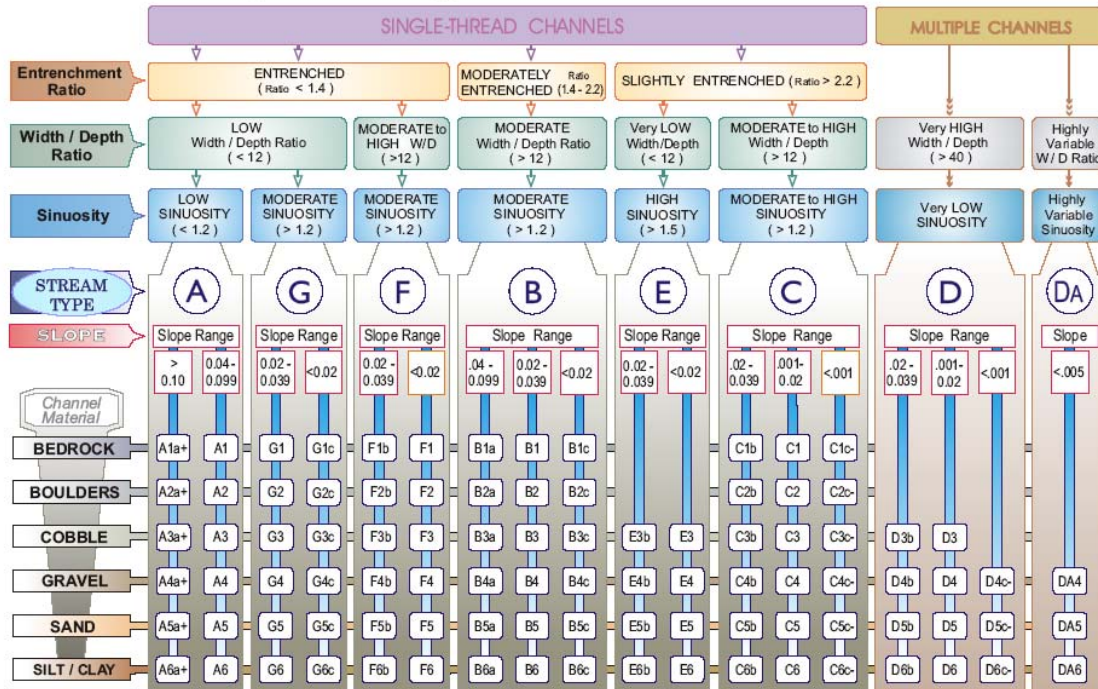 SINGLE-THREAD CHANNELS
MULTIPLE CHANNELS
Entrenchment
Ratio
ENTRENCHED
( Ratio < 1.4 )
MODERATELY Ratio
ENTRENCHED (1.4 - 2.2)
SLIGHTLY ENTRENCHED ( Ratio > 2.2 )
Width / Depth
Ratio
LOW
Width / Depth Ratio
( < 12 )
MODERATE to
HIGH W/D
( >12 )
MODERATE
Width / Depth Ratio
( > 12 )
Very LOW
Width/Depth
( < 12 )
MODERATE to HIGH
Width / Depth
( > 12 )
Very HIGH
Width / Depth
( > 40 )
Highly
Variable
W / D Ratio
Sinuosity
LOW
SINUOSITY
( < 1.2 )
MODERATE
SINUOSITY
( > 1.2 )
MODERATE
SINUOSITY
( > 1.2 )
MODERATE
SINUOSITY
( > 1.2 )
HIGH
SINUOSITY
( > 1.5 )
MODERATE to HIGH
SINUOSITY
( > 1.2 )
Very LOW
SINUOSITY
Highly
Variable
Sinuosity
STREAM
TYPE
A G F B E C D DA
SLOPE Slope Range Slope Range Slope Range Slope Range Slope Range Slope Range Slope Range Slope
> 0.10
0.04 - 0.099
0.02 - 0.039
<0.02
0.02 - 0.039
<0.02
.04 - 0.099
0.02 - 0.039
<0.02
0.02 - 0.039
<0.02
.02 - 0.039
.001- 0.02
<.001
.02 - 0.039
.001- 0.02
<.001
<.005
Channel
Material
BEDROCK A1a+ A1 G1 G1c F1b F1 B1a B1 B1c C1b C1 C1c-
BOULDERS A2a+ A2 G2 G2c F2b F2 B2a B2 B2c C2b C2 C2c-
COBBLE A3a+ A3 G3 G3c F3b F3 B3a B3 B3c E3b E3 C3b C3 C3c- D3b D3
GRAVEL A4a+ A4 G4 G4c F4b F4 B4a B4 B4c E4b E4 C4b C4 C4c- D4b D4 D4c- DA4
SAND A5a+ A5 G5 G5c F5b F5 B5a B5 B5c E5b E5 C5b C5 C5c- D5b D5 D5c- DA5
SILT / CLAY A6a+ A6 G6 G6c F6b F6 B6a B6 B6c E6b E6 C6b C6 C6c- D6b D6 D6c- DA6